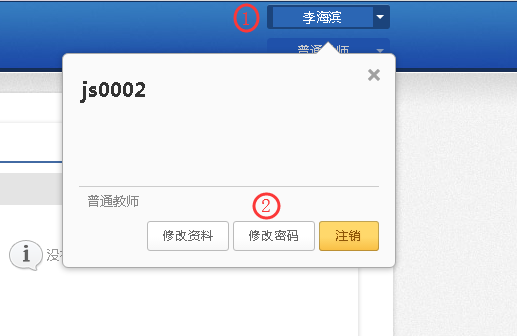 ① 李海滨
普通教师
js0002
普通教师
②
修改资料 修改密码 注销
i 没